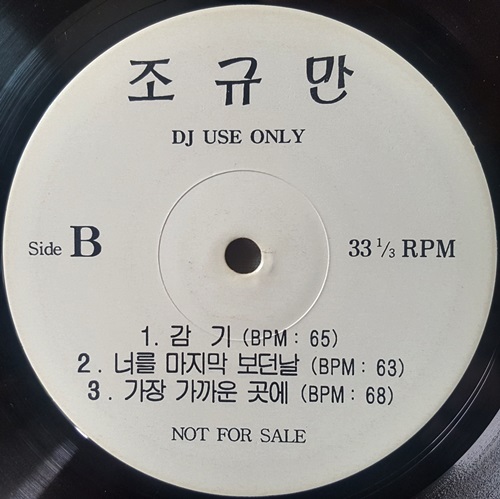 조 규 만
DJ USE ONLY
Side B
33 1/3 RPM
1. 감 기 (BPM : 65)
2 . 너를 마지막 보던날 (BPM : 63)
3 . 가장 가까운 곳에 (BPM : 68)
NOT FOR SALE